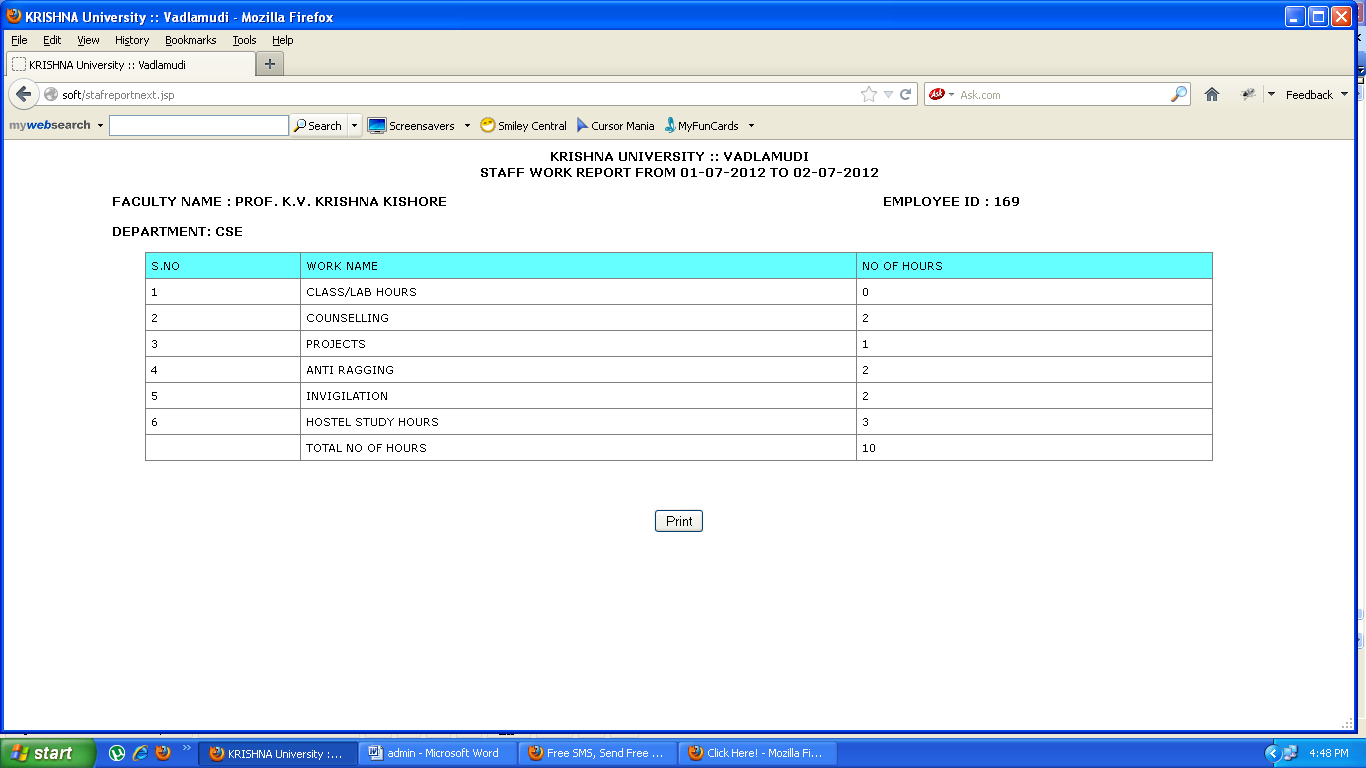 KRISHNA University :: Vadlamudi - Mozilla Firefox
File Edit View History Bookmarks Tools Help
KRISHNA University :: Vadlamudi
soft/stafreportnext.jsp Ask Ask.com Feedback
mywebsearch Search Screensavers Smiley Central Cursor Mania MyFunCards
KRISHNA UNIVERSITY :: VADLAMUDI
STAFF WORK REPORT FROM 01-07-2012 TO 02-07-2012
FACULTY NAME : PROF. K.V. KRISHNA KISHORE EMPLOYEE ID : 169
DEPARTMENT: CSE
S.NO WORK NAME NO OF HOURS
1 CLASS/LAB HOURS 0
2 COUNSELLING 2
3 PROJECTS 1
4 ANTI RAGGING 2
5 INVIGILATION 2
6 HOSTEL STUDY HOURS 3
TOTAL NO OF HOURS 10
Print
start KRISHNA University :... admin - Microsoft Word Free SMS, Send Free ... Click Here! - Mozilla Fi... 4:48 PM